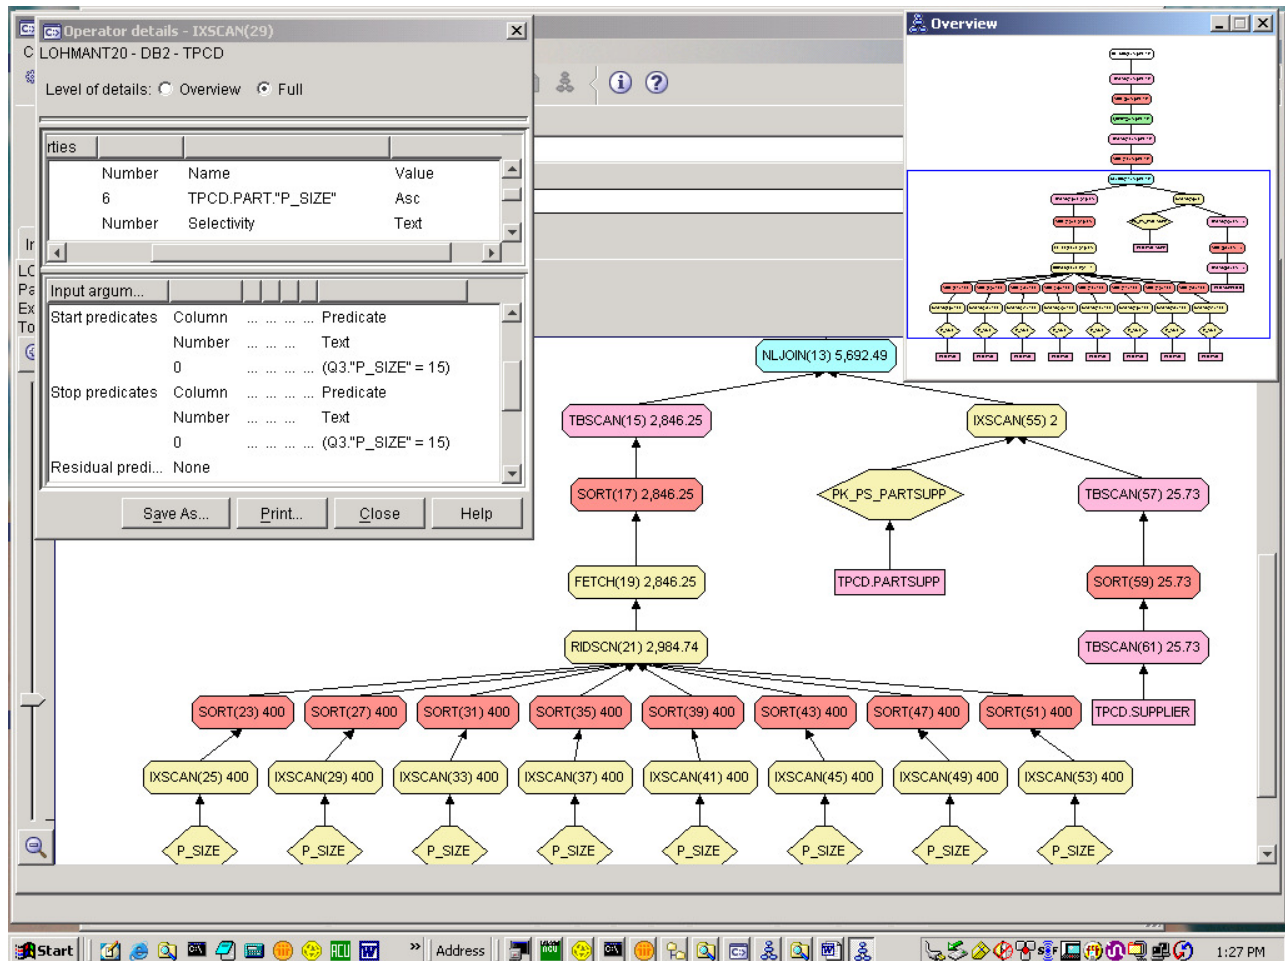 Operator details - IXSCAN(29)
LOHMANT20 - DB2 - TPCD
Level of details: Overview Full
rties
Number Name Value
6 TPCD.PART."P_SIZE" Asc
Number Selectivity Text
Input argum...
Start predicates Column ... ... ... ... Predicate
Number ... ... ... Text
0 ... ... ... ... (Q3."P_SIZE" = 15)
Stop predicates Column ... ... ... ... Predicate
Number ... ... ... Text
0 ... ... ... ... (Q3."P_SIZE" = 15)
Residual predi... None
Save As... Print... Close Help
Overview
C
Ir
LC
Pa
Ex
To
NLJOIN(13) 5,692.49
TBSCAN(15) 2,846.25 IXSCAN(55) 2
SORT(17) 2,846.25 PK_PS_PARTSUPP TBSCAN(57) 25.73
FETCH(19) 2,846.25 TPCD.PARTSUPP SORT(59) 25.73
RIDSCN(21) 2,984.74 TBSCAN(61) 25.73
SORT(23) 400 SORT(27) 400 SORT(31) 400 SORT(35) 400 SORT(39) 400 SORT(43) 400 SORT(47) 400 SORT(51) 400 TPCD.SUPPLIER
IXSCAN(25) 400 IXSCAN(29) 400 IXSCAN(33) 400 IXSCAN(37) 400 IXSCAN(41) 400 IXSCAN(45) 400 IXSCAN(49) 400 IXSCAN(53) 400
P_SIZE P_SIZE P_SIZE P_SIZE P_SIZE P_SIZE P_SIZE P_SIZE
Start » Address » 1:27 PM